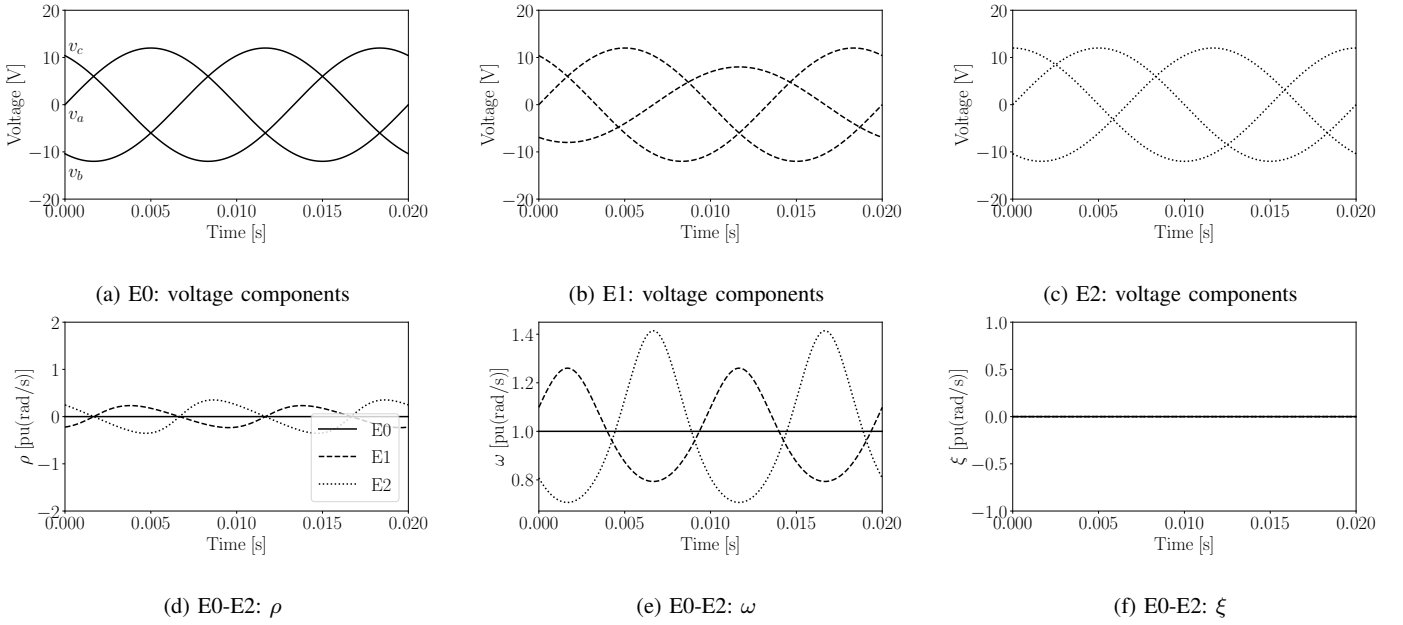 20
10
0
−10
−20
Voltage [V]
v_c
v_a
v_b
0.000 0.005 0.010 0.015 0.020
Time [s]
(a) E0: voltage components
20
10
0
−10
−20
Voltage [V]
0.000 0.005 0.010 0.015 0.020
Time [s]
(b) E1: voltage components
20
10
0
−10
−20
Voltage [V]
0.000 0.005 0.010 0.015 0.020
Time [s]
(c) E2: voltage components
2
1
0
−1
−2
ρ [pu(rad/s)]
E0
E1
E2
0.000 0.005 0.010 0.015 0.020
Time [s]
(d) E0-E2: ρ
1.4
1.2
1.0
0.8
ω [pu(rad/s)]
0.000 0.005 0.010 0.015 0.020
Time [s]
(e) E0-E2: ω
1.0
0.5
0.0
−0.5
−1.0
ξ [pu(rad/s)]
0.000 0.005 0.010 0.015 0.020
Time [s]
(f) E0-E2: ξ